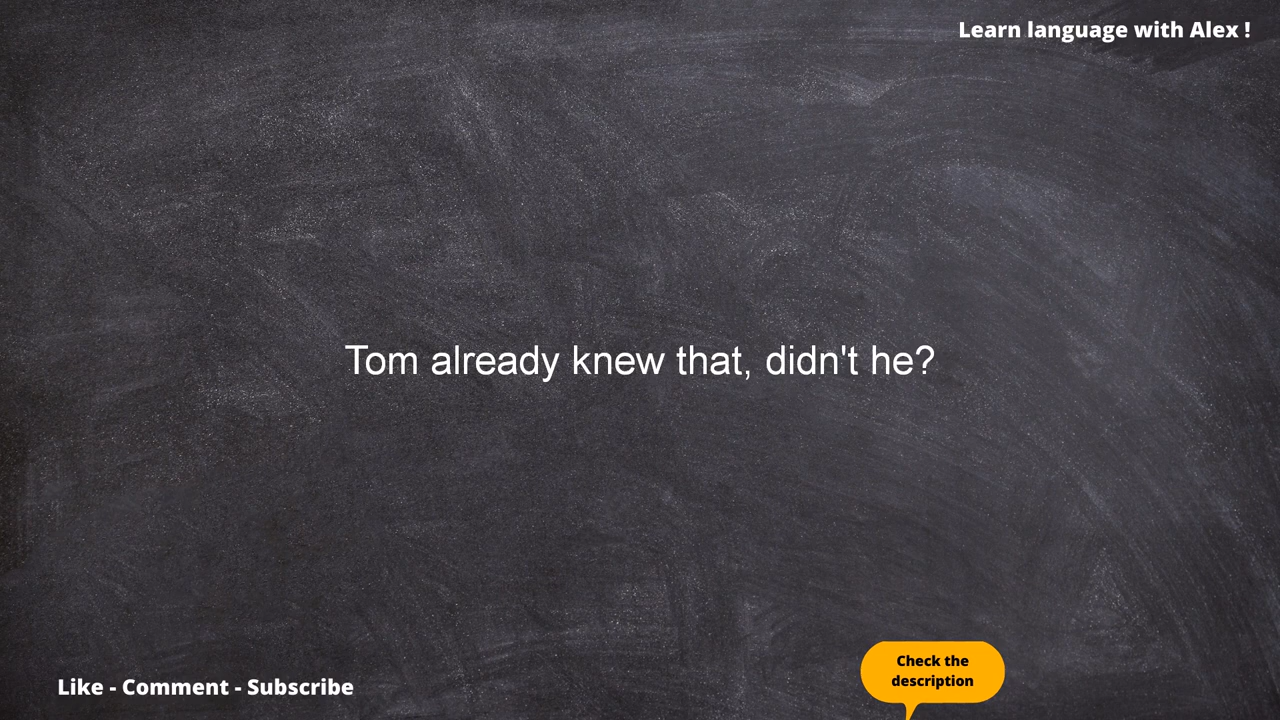 Learn language with Alex !
Tom already knew that, didn't he?
Check the
description
Like - Comment - Subscribe